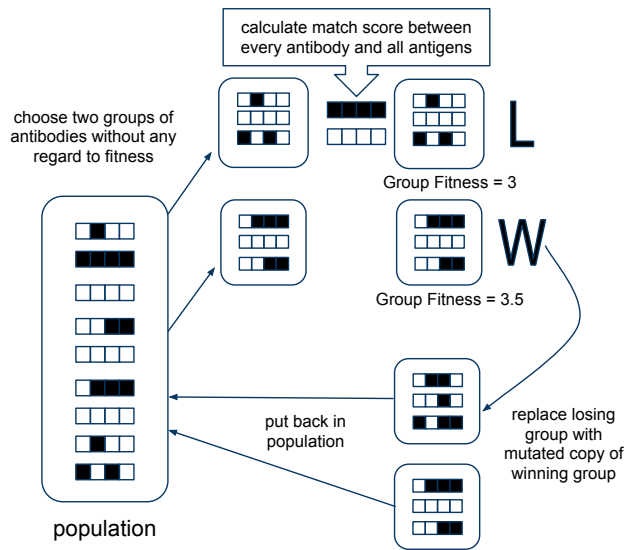 calculate match score between
every antibody and all antigens
choose two groups of
antibodies without any
regard to fitness
L
Group Fitness = 3
W
Group Fitness = 3.5
put back in
population
replace losing
group with
mutated copy of
winning group
population